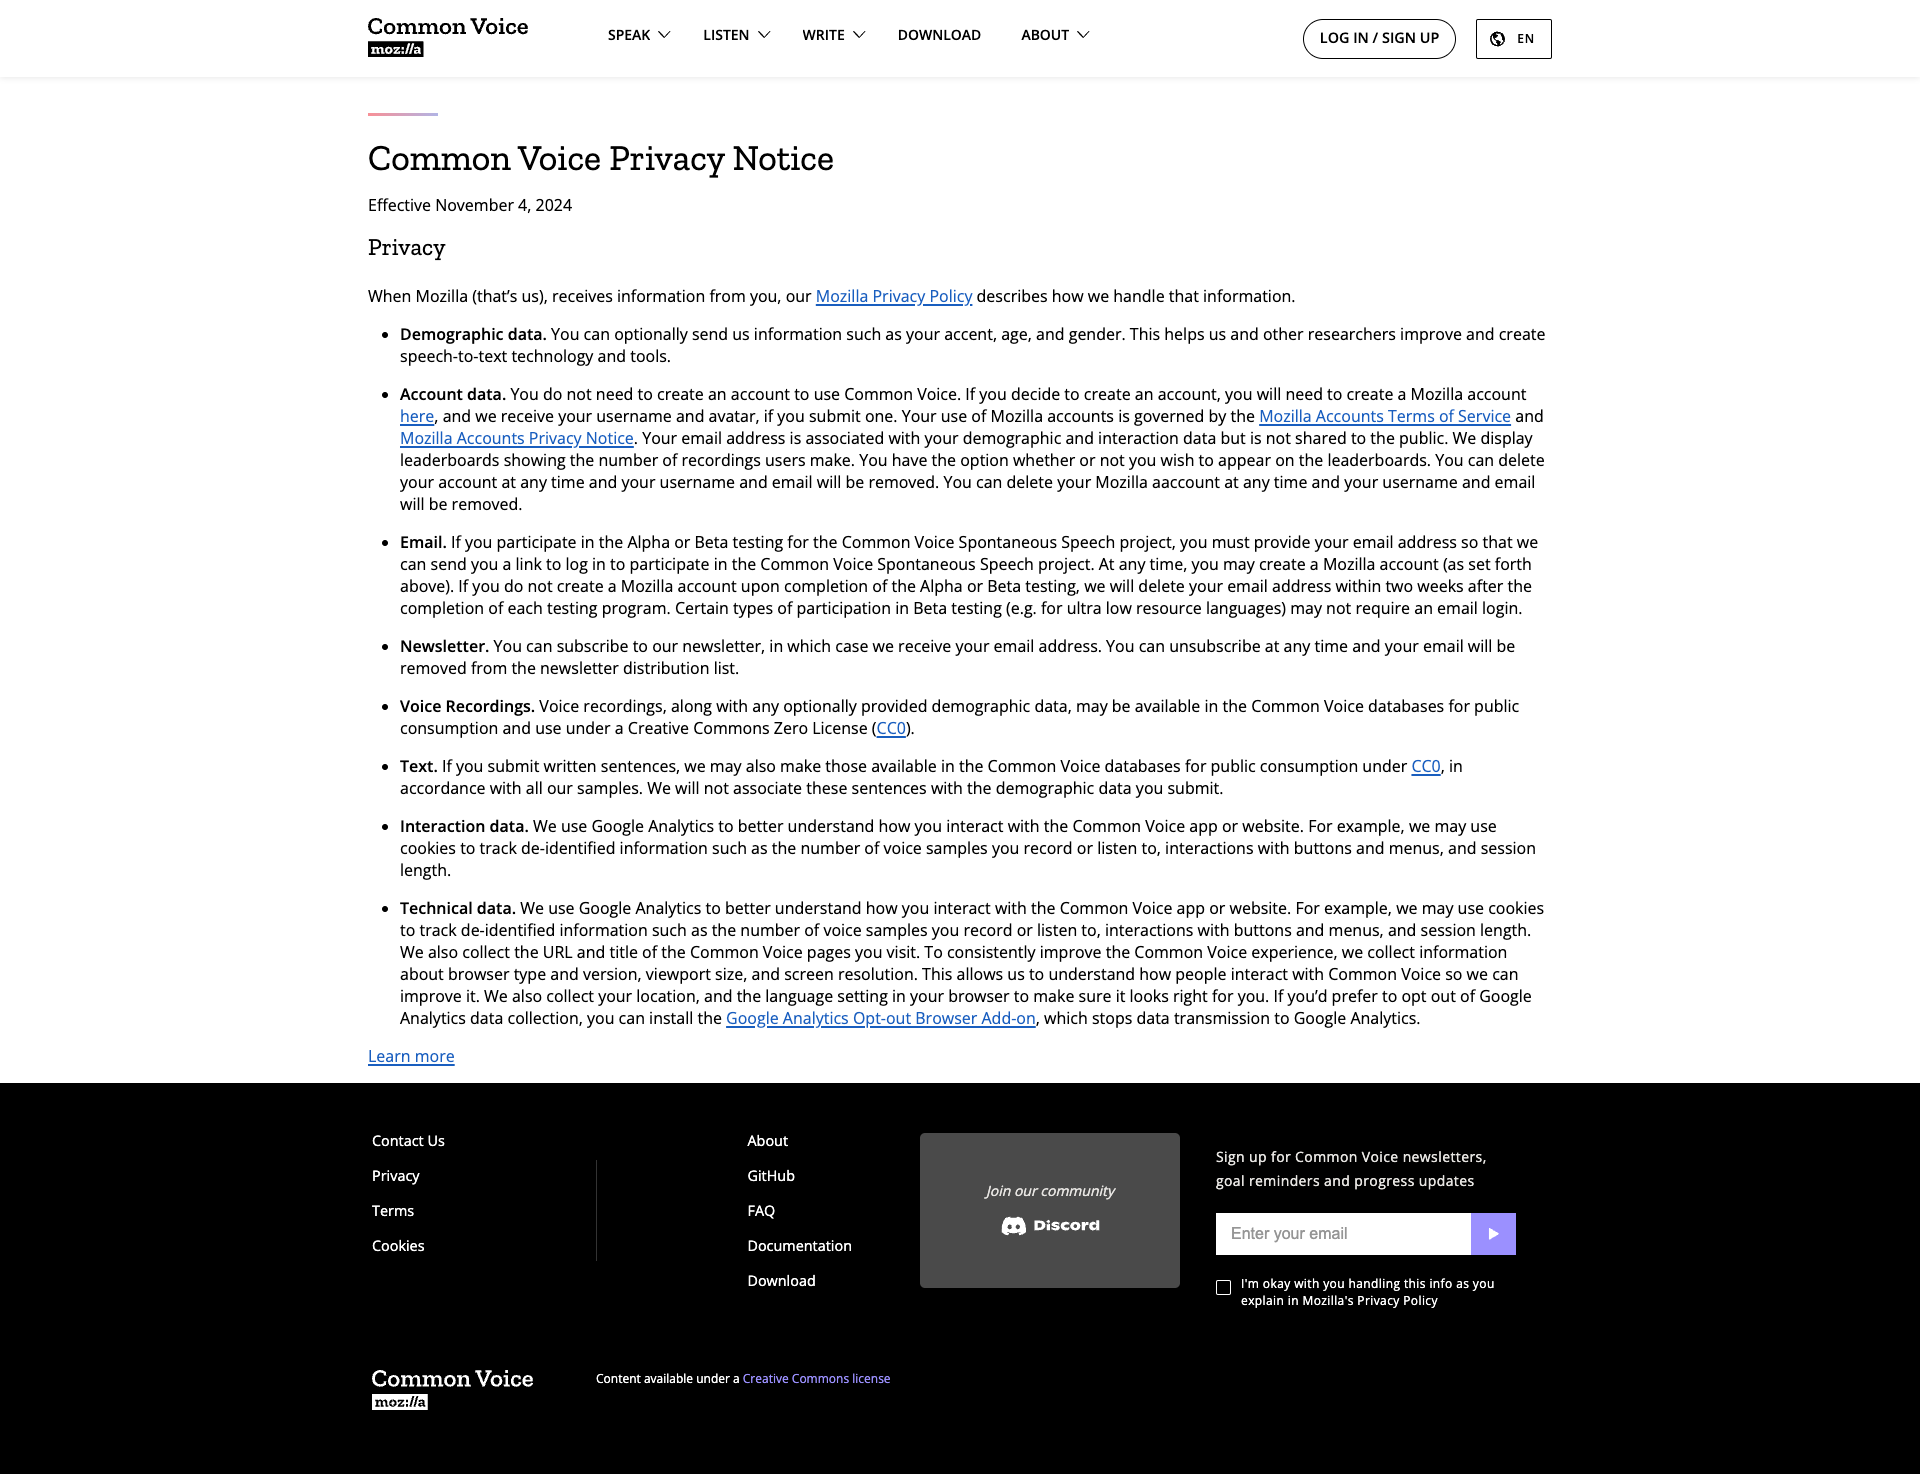 Common Voice
moz://a
SPEAK
LISTEN
WRITE
DOWNLOAD
ABOUT
LOG IN / SIGN UP
EN
Common Voice Privacy Notice
Effective November 4, 2024
Privacy
When Mozilla (that’s us), receives information from you, our Mozilla Privacy Policy describes how we handle that information.
• Demographic data. You can optionally send us information such as your accent, age, and gender. This helps us and other researchers improve and create
speech-to-text technology and tools.
• Account data. You do not need to create an account to use Common Voice. If you decide to create an account, you will need to create a Mozilla account
here, and we receive your username and avatar, if you submit one. Your use of Mozilla accounts is governed by the Mozilla Accounts Terms of Service and
Mozilla Accounts Privacy Notice. Your email address is associated with your demographic and interaction data but is not shared to the public. We display
leaderboards showing the number of recordings users make. You have the option whether or not you wish to appear on the leaderboards. You can delete
your account at any time and your username and email will be removed. You can delete your Mozilla aaccount at any time and your username and email
will be removed.
• Email. If you participate in the Alpha or Beta testing for the Common Voice Spontaneous Speech project, you must provide your email address so that we
can send you a link to log in to participate in the Common Voice Spontaneous Speech project. At any time, you may create a Mozilla account (as set forth
above). If you do not create a Mozilla account upon completion of the Alpha or Beta testing, we will delete your email address within two weeks after the
completion of each testing program. Certain types of participation in Beta testing (e.g. for ultra low resource languages) may not require an email login.
• Newsletter. You can subscribe to our newsletter, in which case we receive your email address. You can unsubscribe at any time and your email will be
removed from the newsletter distribution list.
• Voice Recordings. Voice recordings, along with any optionally provided demographic data, may be available in the Common Voice databases for public
consumption and use under a Creative Commons Zero License (CC0).
• Text. If you submit written sentences, we may also make those available in the Common Voice databases for public consumption under CC0, in
accordance with all our samples. We will not associate these sentences with the demographic data you submit.
• Interaction data. We use Google Analytics to better understand how you interact with the Common Voice app or website. For example, we may use
cookies to track de-identified information such as the number of voice samples you record or listen to, interactions with buttons and menus, and session
length.
• Technical data. We use Google Analytics to better understand how you interact with the Common Voice app or website. For example, we may use cookies
to track de-identified information such as the number of voice samples you record or listen to, interactions with buttons and menus, and session length.
We also collect the URL and title of the Common Voice pages you visit. To consistently improve the Common Voice experience, we collect information
about browser type and version, viewport size, and screen resolution. This allows us to understand how people interact with Common Voice so we can
improve it. We also collect your location, and the language setting in your browser to make sure it looks right for you. If you’d prefer to opt out of Google
Analytics data collection, you can install the Google Analytics Opt-out Browser Add-on, which stops data transmission to Google Analytics.
Learn more
Contact Us
Privacy
Terms
Cookies
About
GitHub
FAQ
Documentation
Download
Join our community
Discord
Sign up for Common Voice newsletters,
goal reminders and progress updates
Enter your email
I'm okay with you handling this info as you
explain in Mozilla's Privacy Policy
Common Voice
moz://a
Content available under a Creative Commons license